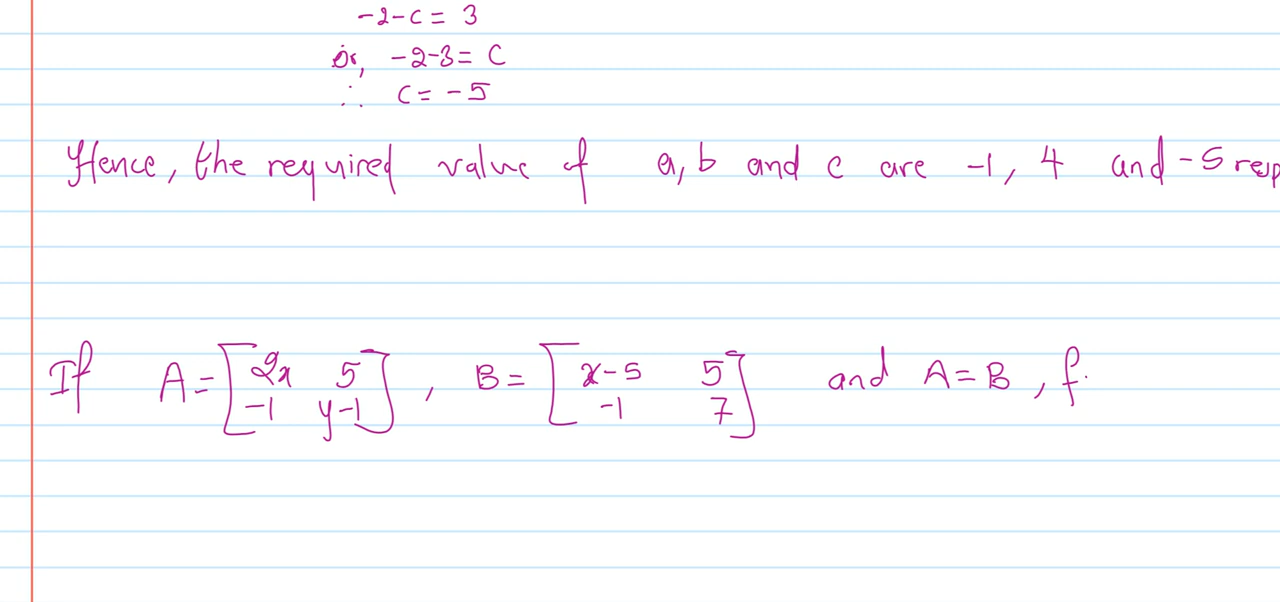 -2-c = 3
or, -2-3 = c
∴ c = -5
Hence, the required value of a, b and c are -1, 4 and -5 resp
If A = [2x 5 -1 y-1], B = [x-5 5 -1 7] and A = B, f